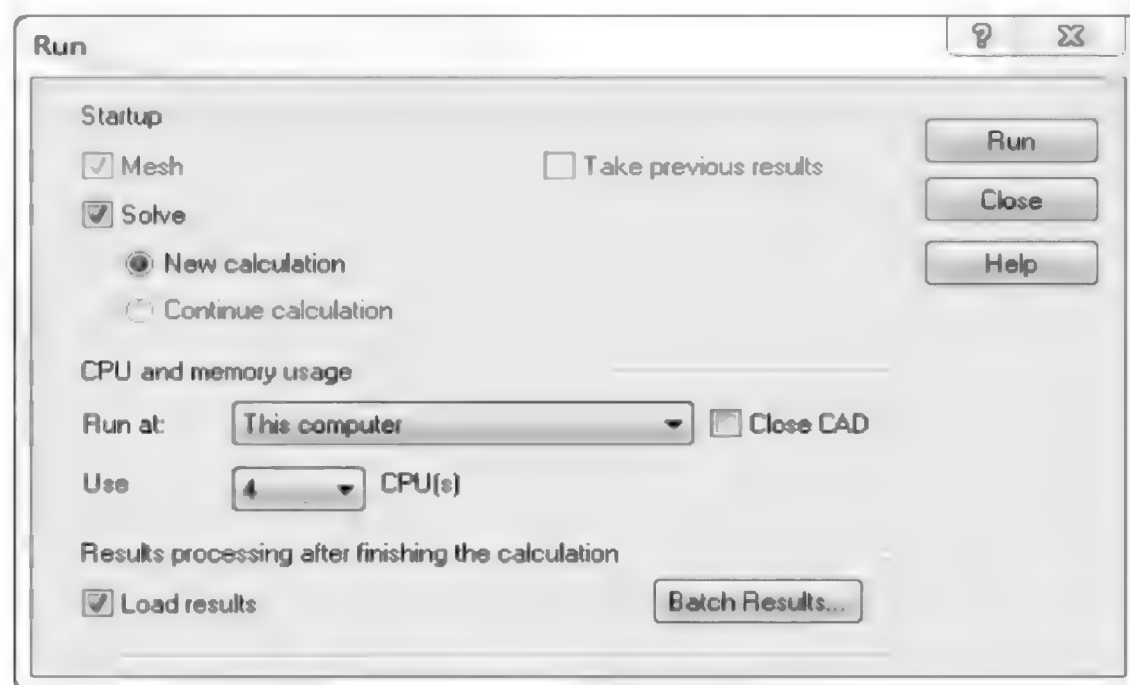 Run
Startup
Mesh
Take previous results
Run
Solve
Close
New calculation
Help
Continue calculation
CPU and memory usage
Run at: This computer Close CAD
Use 4 CPU(s)
Results processing after finishing the calculation
Load results Batch Results...